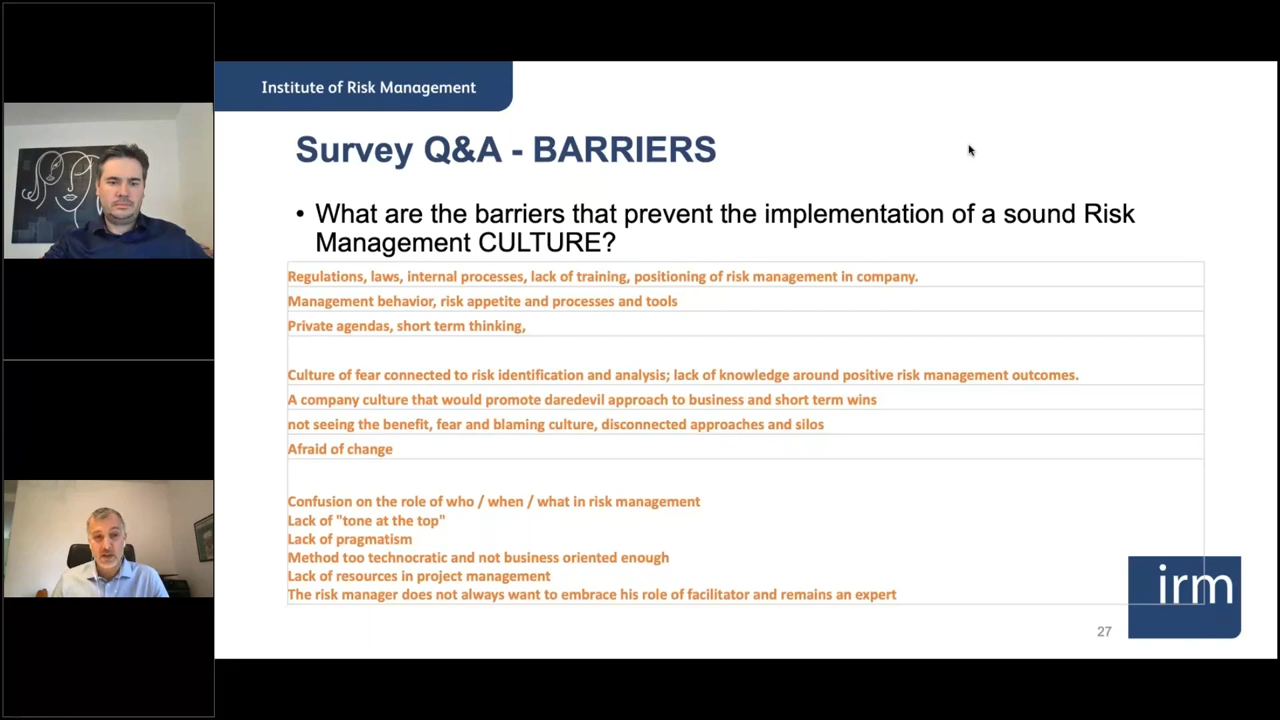 Institute of Risk Management
Survey Q&A - BARRIERS
• What are the barriers that prevent the implementation of a sound Risk
Management CULTURE?
Regulations, laws, internal processes, lack of training, positioning of risk management in company.
Management behavior, risk appetite and processes and tools
Private agendas, short term thinking,
Culture of fear connected to risk identification and analysis; lack of knowledge around positive risk management outcomes.
A company culture that would promote daredevil approach to business and short term wins
not seeing the benefit, fear and blaming culture, disconnected approaches and silos
Afraid of change
Confusion on the role of who / when / what in risk management
Lack of "tone at the top"
Lack of pragmatism
Method too technocratic and not business oriented enough
Lack of resources in project management
The risk manager does not always want to embrace his role of facilitator and remains an expert
irm
27